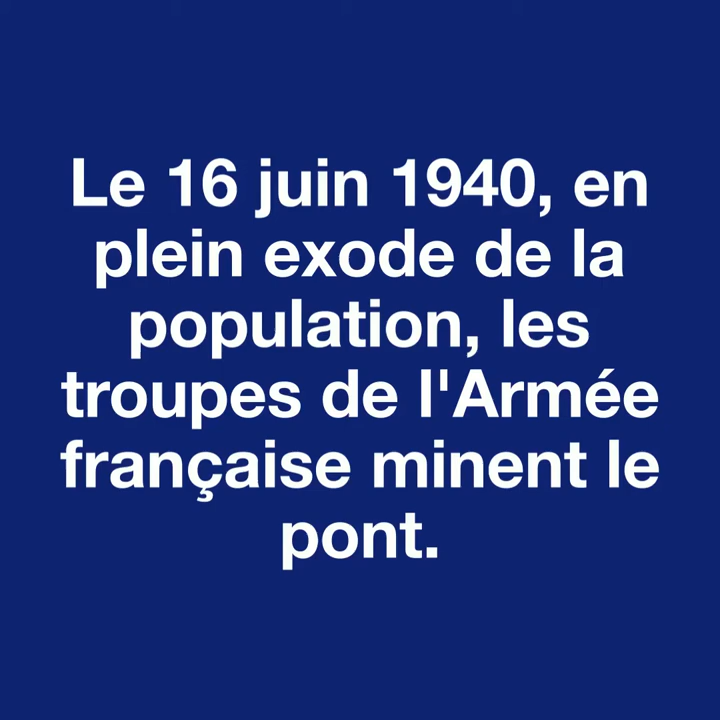 Le 16 juin 1940, en
plein exode de la
population, les
troupes de l'Armée
française minent le
pont.